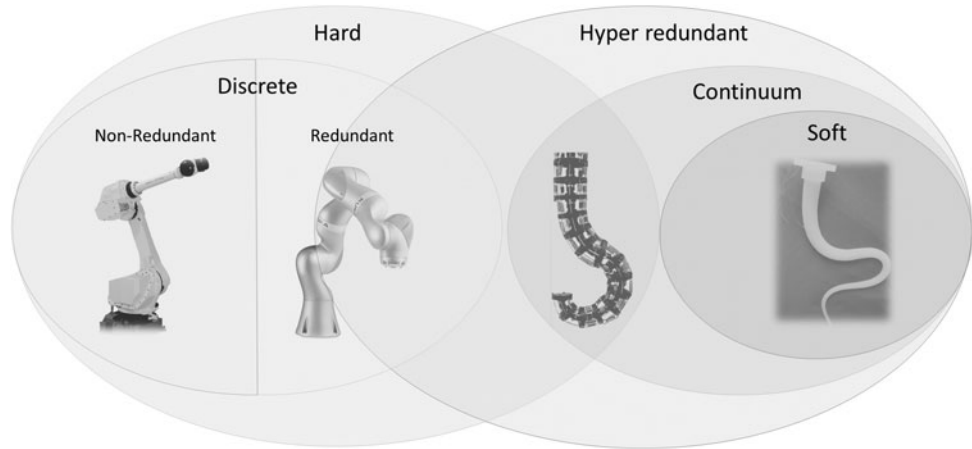 Hard
Hyper redundant
Discrete
Continuum
Non-Redundant
Redundant
Soft